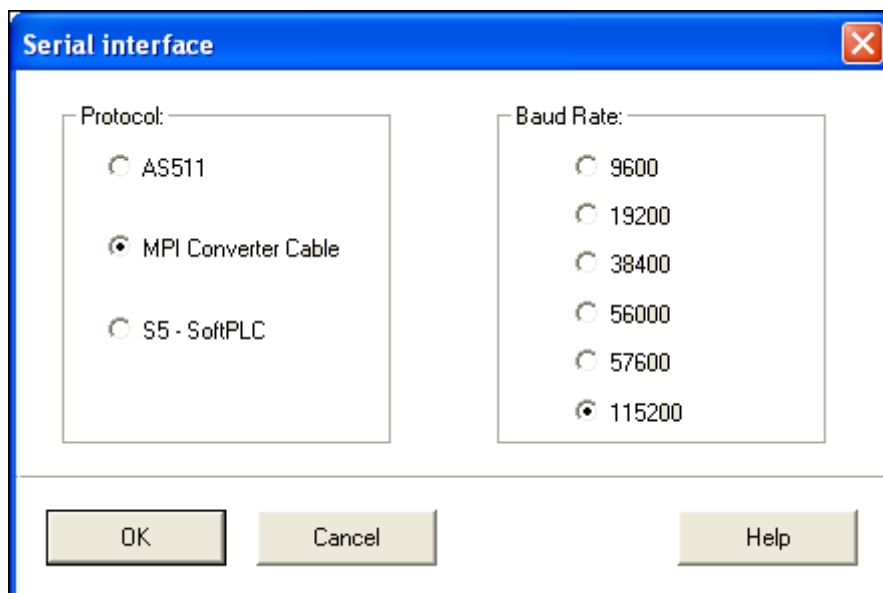 Serial interface
Protocol:
AS511
MPI Converter Cable
S5 - SoftPLC
Baud Rate:
9600
19200
38400
56000
57600
115200
OK
Cancel
Help